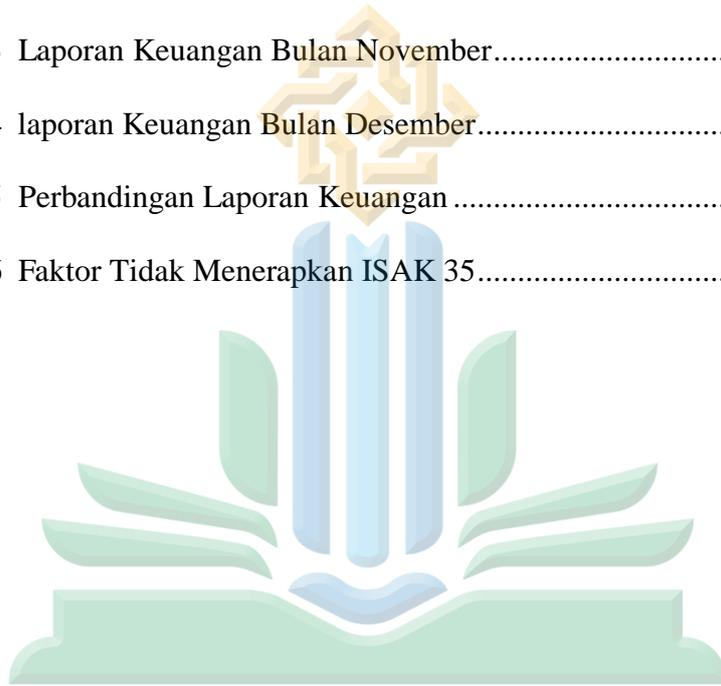 Laporan Keuangan Bulan November............................
laporan Keuangan Bulan Desember..............................
Perbandingan Laporan Keuangan .................................
Faktor Tidak Menerapkan ISAK 35..............................